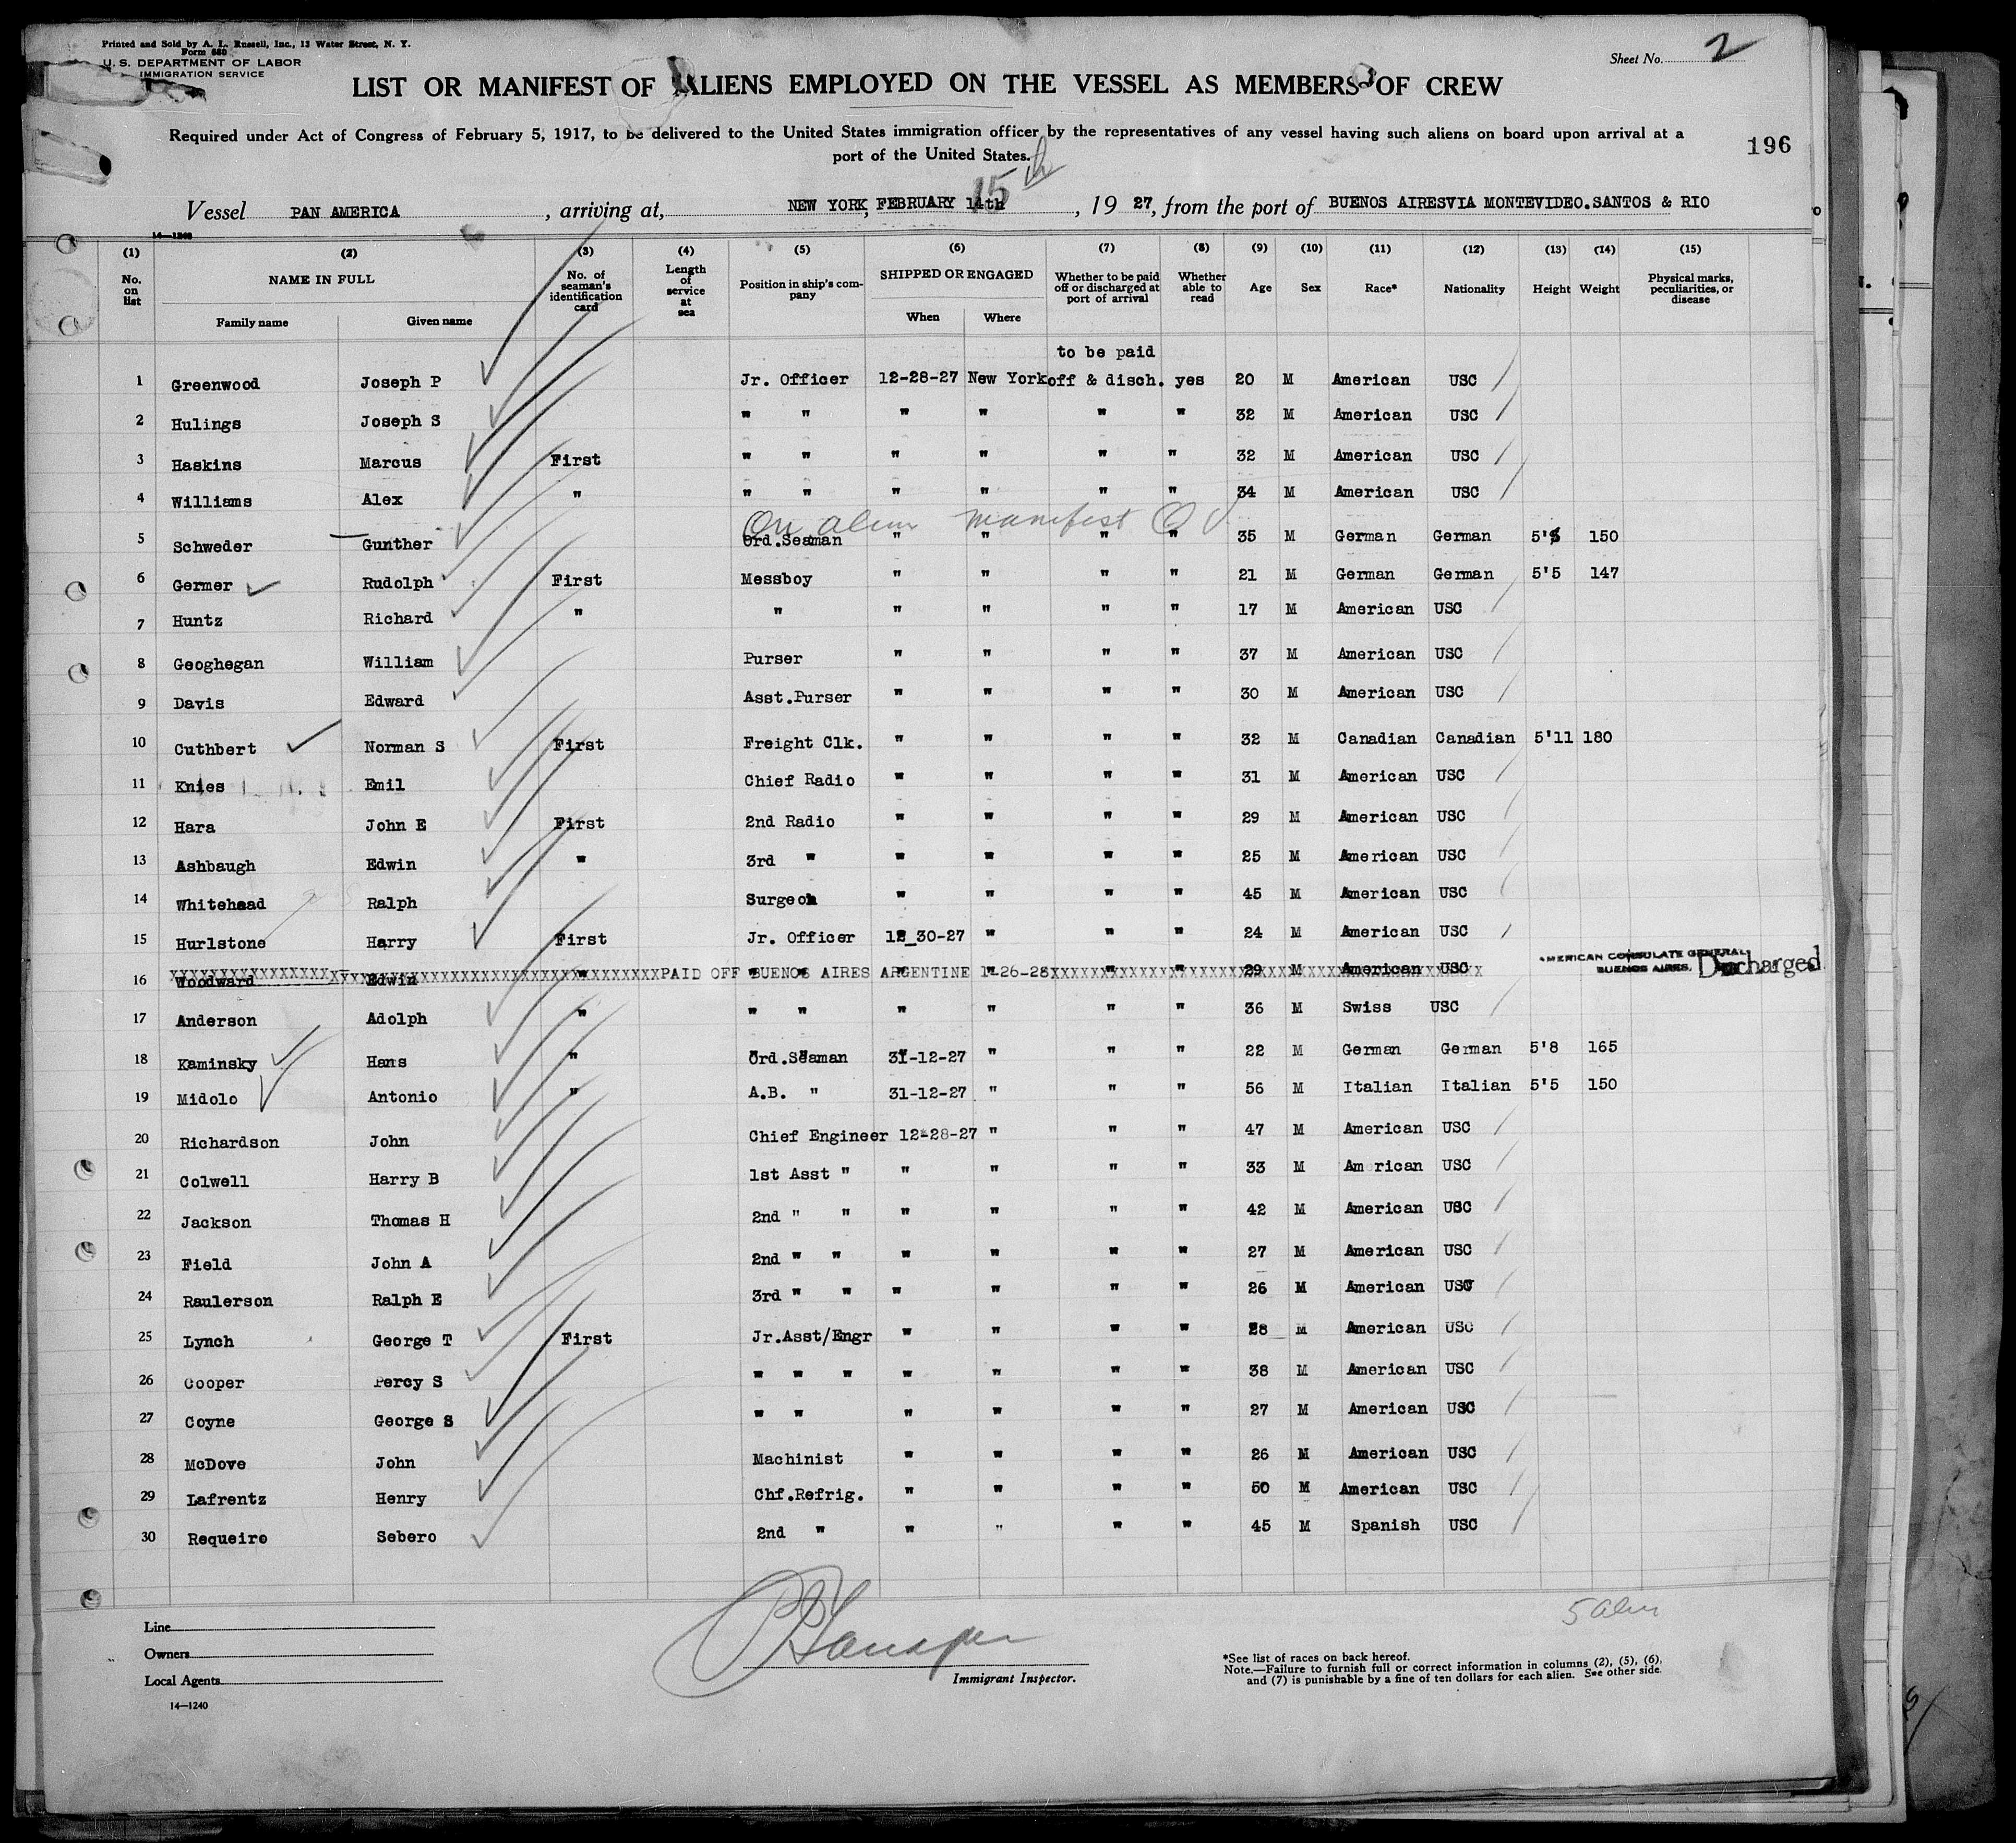 Printed and Sold by A. L. Russell, Inc., 13 Water Street, N. Y.
Form 680
U. S. DEPARTMENT OF LABOR
IMMIGRATION SERVICE
Sheet No. 2
LIST OR MANIFEST OF ALIENS EMPLOYED ON THE VESSEL AS MEMBERS OF CREW
Required under Act of Congress of February 5, 1917, to be delivered to the United States immigration officer by the representatives of any vessel having such aliens on board upon arrival at a
port of the United States.
196
15th
Vessel PAN AMERICA, arriving at, NEW YORK, FEBRUARY 14th, 19 27, from the port of BUENOS AIRESVIA MONTEVIDEO.SANTOS & RIO
14—1240
(1) (2) (3) (4) (5) (6) (7) (8) (9) (10) (11) (12) (13) (14) (15)
No. on list NAME IN FULL No. of seaman's identification card Length of service at sea Position in ship's company SHIPPED OR ENGAGED Whether to be paid off or discharged at port of arrival Whether able to read Age Sex Race* Nationality Height Weight Physical marks, peculiarities, or disease
Family name Given name When Where
to be paid
1 Greenwood Joseph P Jr. Officer 12-28-27 New York off & disch. yes 20 M American USC
2 Hulings Joseph S " " " " " " 32 M American USC
3 Haskins Marcus First " " " " " " 32 M American USC
4 Williams Alex " " " " " " " 34 M American USC
On alien manifest
5 Schweder Gunther Ord.Seaman " " " " 35 M German German 5'8 150
6 Germer Rudolph First Messboy " " " " 21 M German German 5'5 147
7 Huntz Richard " " " " " " 17 M American USC
8 Geoghegan William Purser " " " " 37 M American USC
9 Davis Edward Asst.Purser " " " " 30 M American USC
10 Cuthbert Norman S First Freight Clk. " " " " 32 M Canadian Canadian 5'11 180
11 Knies Emil Chief Radio " " " " 31 M American USC
12 Hara John E First 2nd Radio " " " " 29 M American USC
13 Ashbaugh Edwin " 3rd " " " " " 25 M American USC
14 Whitehead Ralph Surgeon " " " " 45 M American USC
15 Hurlstone Harry First Jr. Officer 12_30-27 " " " 24 M American USC
16 Woodward Edwin " PAID OFF BUENOS AIRES ARGENTINE 1-26-28 " " 29 M American USC AMERICAN CONSULATE GENERAL BUENOS AIRES, Discharged
17 Anderson Adolph " " " " " " " 36 M Swiss USC
18 Kaminsky Hans " Ord.Seaman 31-12-27 " " " 22 M German German 5'8 165
19 Midolo Antonio " A.B. " 31-12-27 " " " 56 M Italian Italian 5'5 150
20 Richardson John Chief Engineer 12-28-27 " " " 47 M American USC
21 Colwell Harry B 1st Asst " " " " " 33 M Am rican USC
22 Jackson Thomas H 2nd " " " " " " 42 M American USC
23 Field John A 2nd " " " " " " 27 M American USC
24 Raulerson Ralph E 3rd " " " " " " 26 M American USC
25 Lynch George T First Jr.Asst/Engr " " " " 28 M American USC
26 Cooper Percy S " " " " " " " 38 M American USC
27 Coyne George S " " " " " " 27 M American USC
28 McDove John Machinist " " " " 26 M American USC
29 Lafrentz Henry Chf.Refrig. " " " " 50 M American USC
30 Requeiro Sebero 2nd " " " " " 45 M Spanish USC
5 alien
Line
Owners
Local Agents
14—1240
Immigrant Inspector.
*See list of races on back hereof.
Note.—Failure to furnish full or correct information in columns (2), (5), (6),
and (7) is punishable by a fine of ten dollars for each alien. See other side.